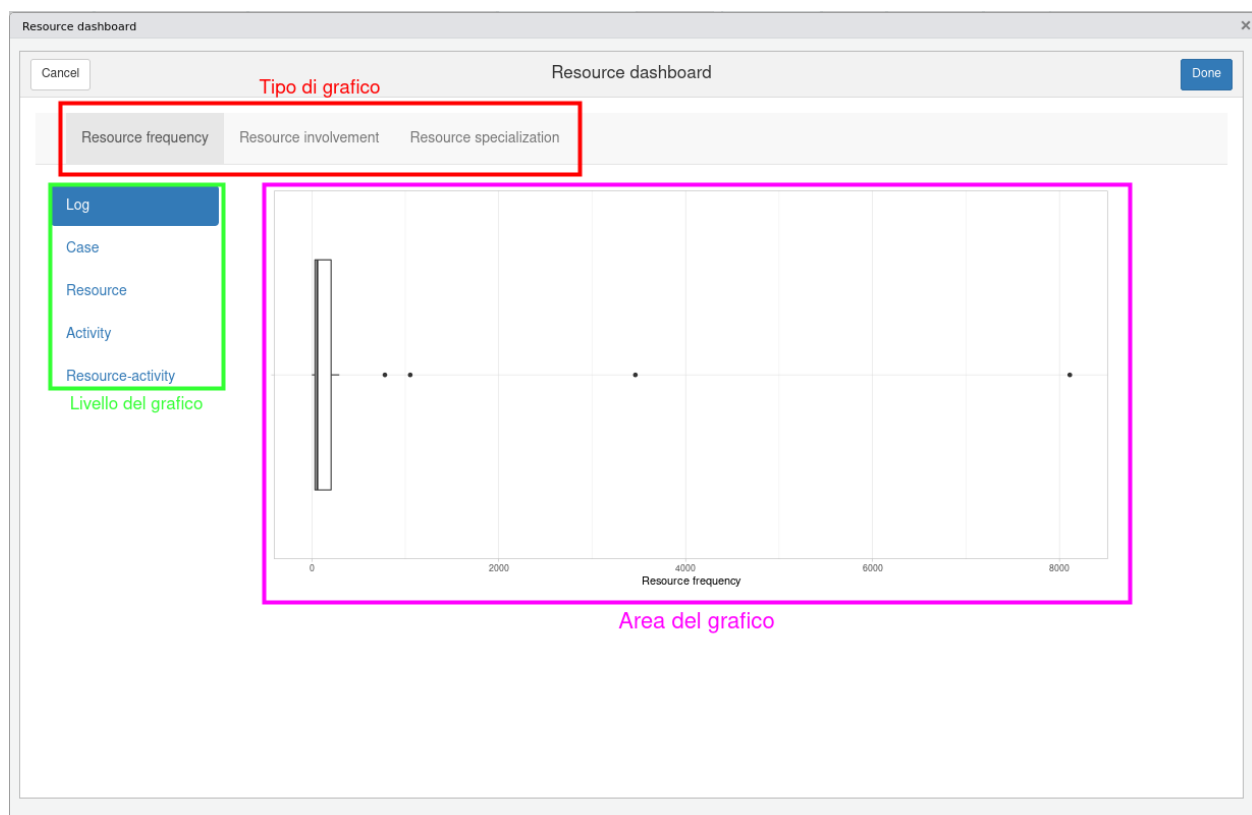 Resource dashboard ×
Cancel Resource dashboard Done
Tipo di grafico
Resource frequency Resource involvement Resource specialization
Log
Case
Resource
Activity
Resource-activity
Livello del grafico
0 2000 4000 6000 8000
Resource frequency
Area del grafico